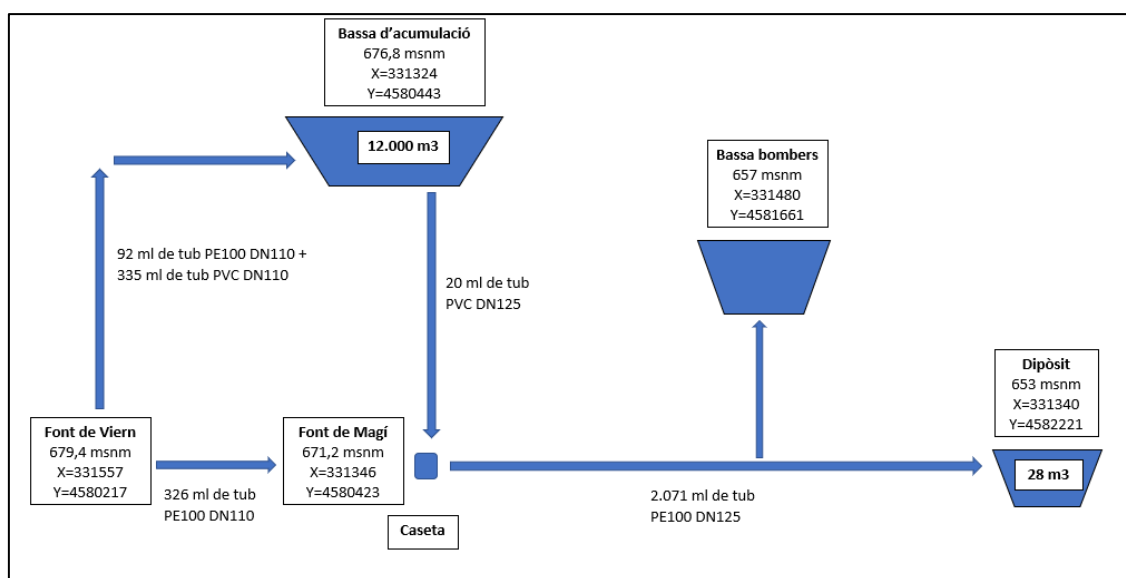 Bassa d'acumulació
676,8 msnm
X=331324
Y=4580443
12.000 m3
Bassa bombers
657 msnm
X=331480
Y=4581661
92 ml de tub PE100 DN110 +
335 ml de tub PVC DN110
20 ml de tub
PVC DN125
Dipòsit
653 msnm
X=331340
Y=4582221
28 m3
Font de Viern
679,4 msnm
X=331557
Y=4580217
Font de Magí
671,2 msnm
X=331346
Y=4580423
326 ml de tub
PE100 DN110
Caseta
2.071 ml de tub
PE100 DN125